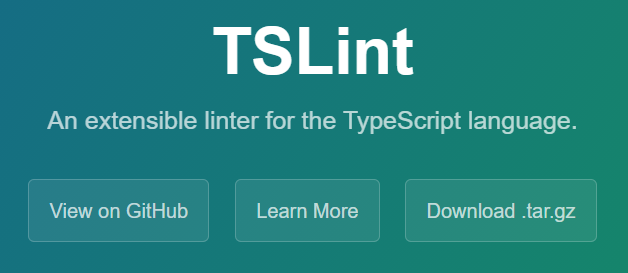 TSLint
An extensible linter for the TypeScript language.
View on GitHub
Learn More
Download .tar.gz